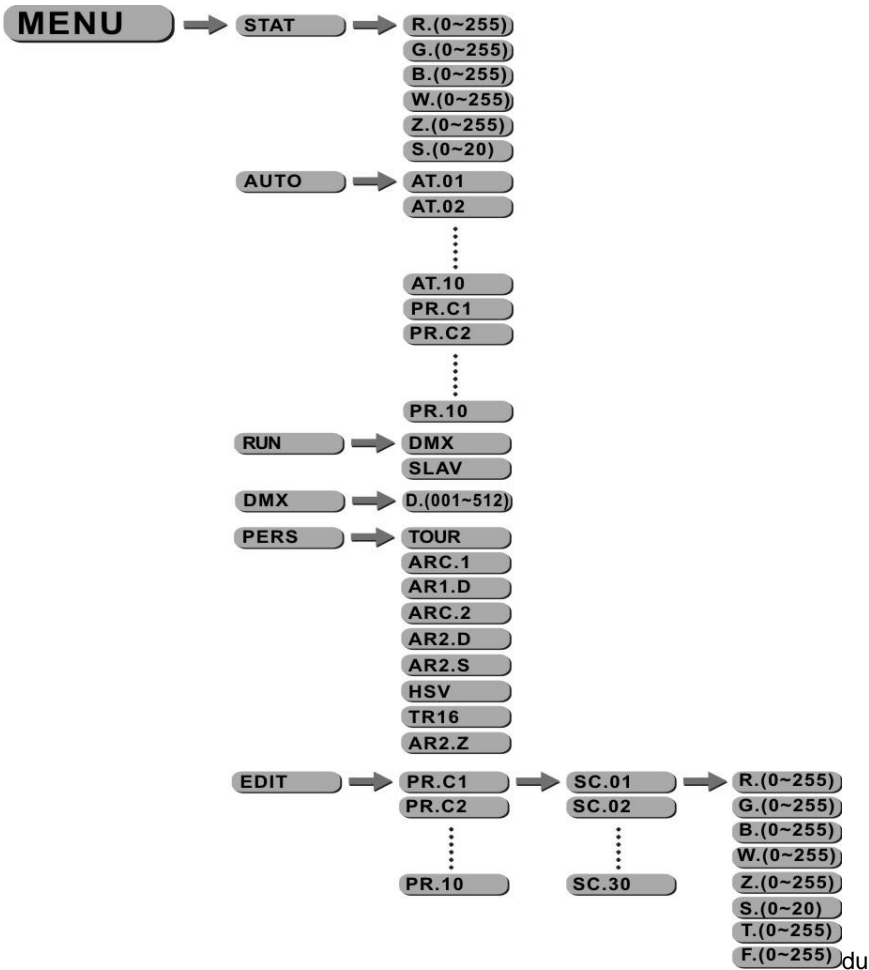 MENU STAT R.(0~255)
G.(0~255)
B.(0~255)
W.(0~255)
Z.(0~255)
S.(0~20)
AUTO AT.01
AT.02
AT.10
PR.C1
PR.C2
PR.10
RUN DMX
SLAV
DMX D.(001~512)
PERS TOUR
ARC.1
AR1.D
ARC.2
AR2.D
AR2.S
HSV
TR16
AR2.Z
EDIT PR.C1 SC.01 R.(0~255)
PR.C2 SC.02 G.(0~255)
B.(0~255)
W.(0~255)
PR.10 SC.30 Z.(0~255)
S.(0~20)
T.(0~255)
F.(0~255) du